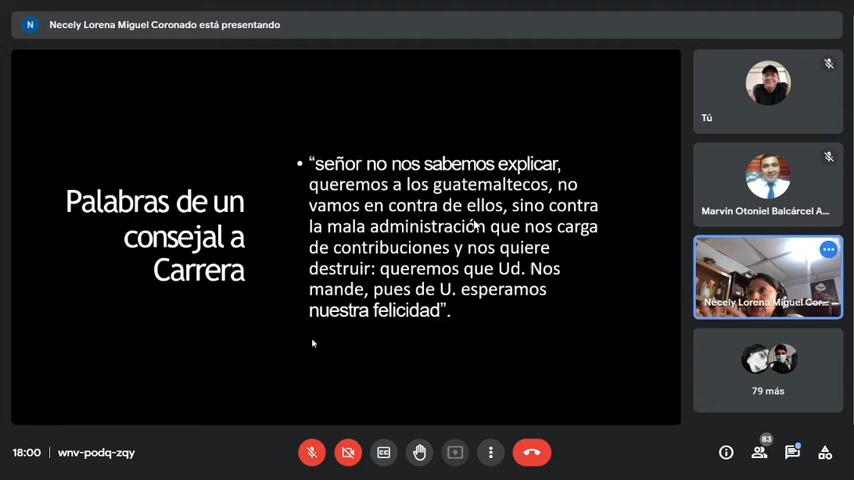 N Necely Lorena Miguel Coronado está presentando
Palabras de un
consejal a
Carrera
• “señor no nos sabemos explicar,
queremos a los guatemaltecos, no
vamos en contra de ellos, sino contra
la mala administración que nos carga
de contribuciones y nos quiere
destruir: queremos que Ud. Nos
mande, pues de U. esperamos
nuestra felicidad”.
Tú
Marvin Otoniel Balcárcel A...
Necely Lorena Miguel Cor...
79 más
18:00 | wnv-podq-zqy
CC
83